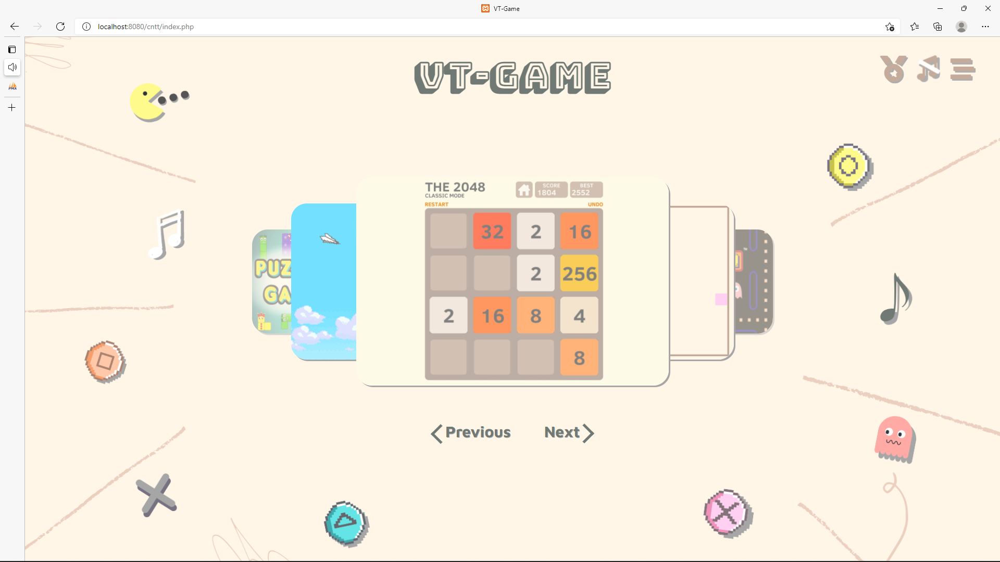 VT-Game
localhost:8080/cntt/index.php
PMA
VT-GAME
THE 2048
CLASSIC MODE
SCORE
1804
BEST
2552
RESTART
UNDO
32 2 16
2 256
2 16 8 4
8
PUZ
GA
Previous
Next